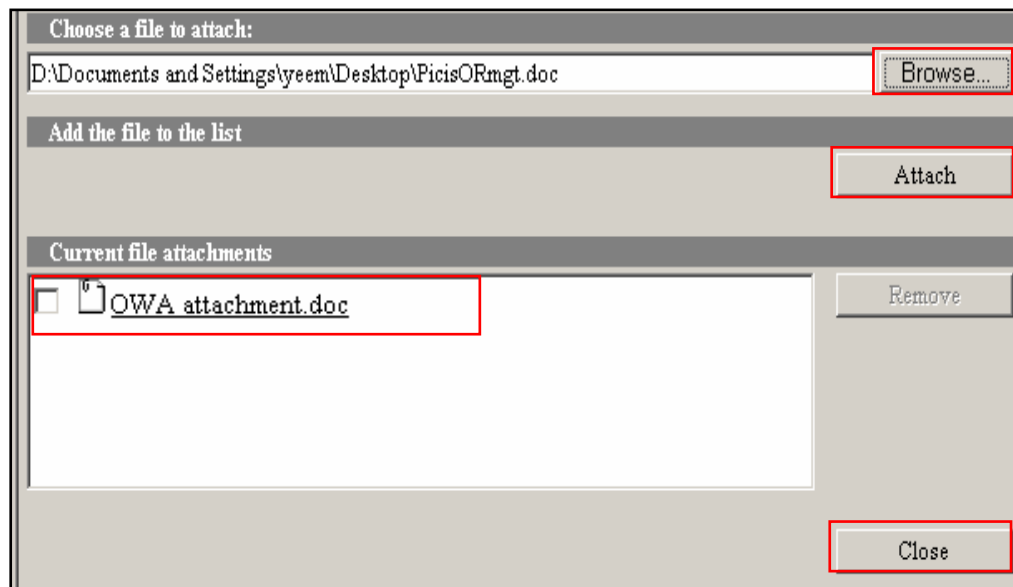 Choose a file to attach:
D:\Documents and Settings\yeem\Desktop\PicisORmgt.doc
Browse...
Add the file to the list
Attach
Current file attachments
OWA attachment.doc
Remove
Close